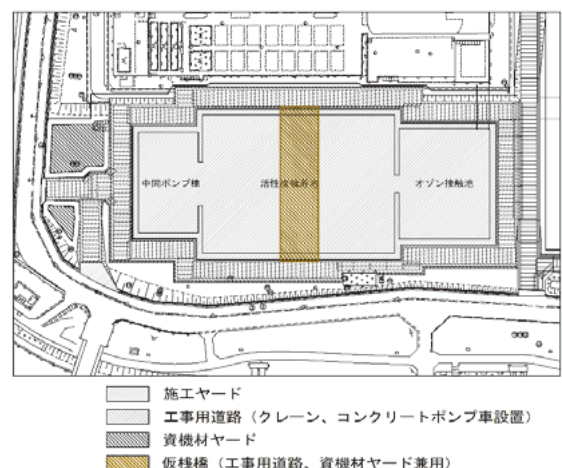 中間ポンプ棟
活性炭吸着池
オゾン接触池
施工ヤード
工事用道路（クレーン、コンクリートポンプ車設置）
資機材ヤード
仮桟橋（工事用道路、資機材ヤード兼用）